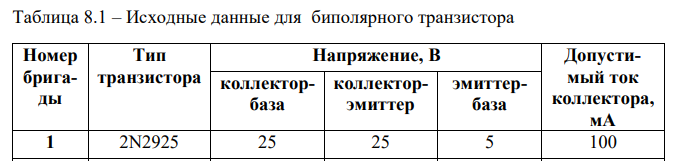 Таблица 8.1 – Исходные данные для биполярного транзистора
Номер
брига-
ды
Тип
транзистора
Напряжение, В
коллектор-
база
коллектор-
эмиттер
эмиттер-
база
Допусти-
мый ток
коллектора,
мА
1 2N2925 25 25 5 100